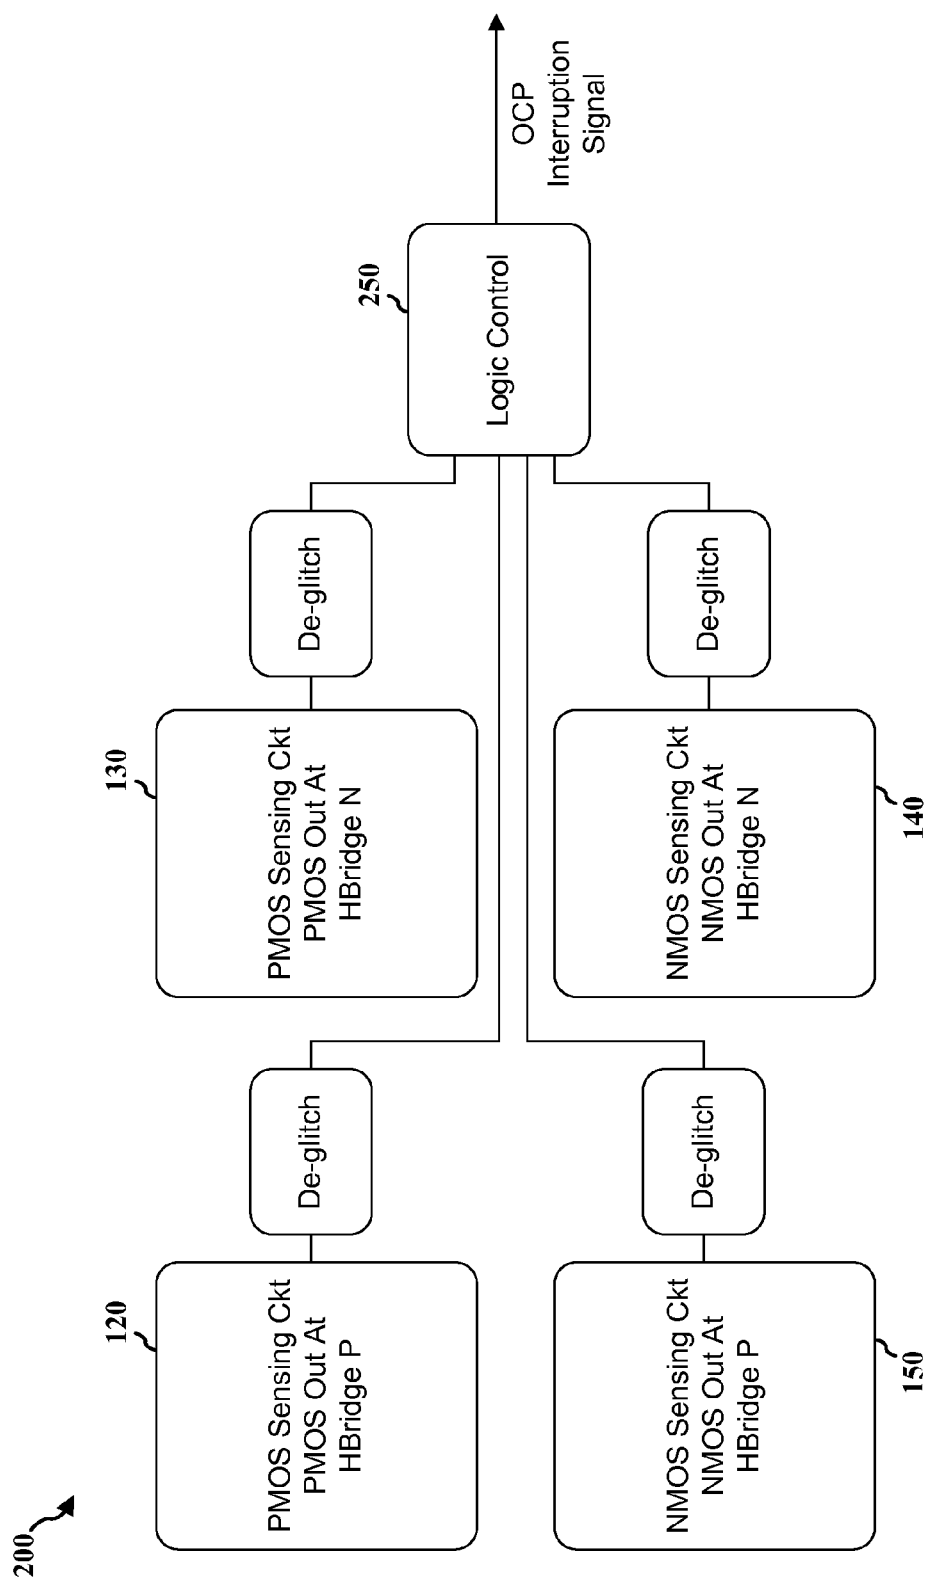 200
120
PMOS Sensing Ckt
PMOS Out At
HBridge P
De-glitch
130
PMOS Sensing Ckt
PMOS Out At
HBridge N
De-glitch
250
Logic Control
OCP
Interruption
Signal
NMOS Sensing Ckt
NMOS Out At
HBridge P
150
De-glitch
NMOS Sensing Ckt
NMOS Out At
HBridge N
140
De-glitch